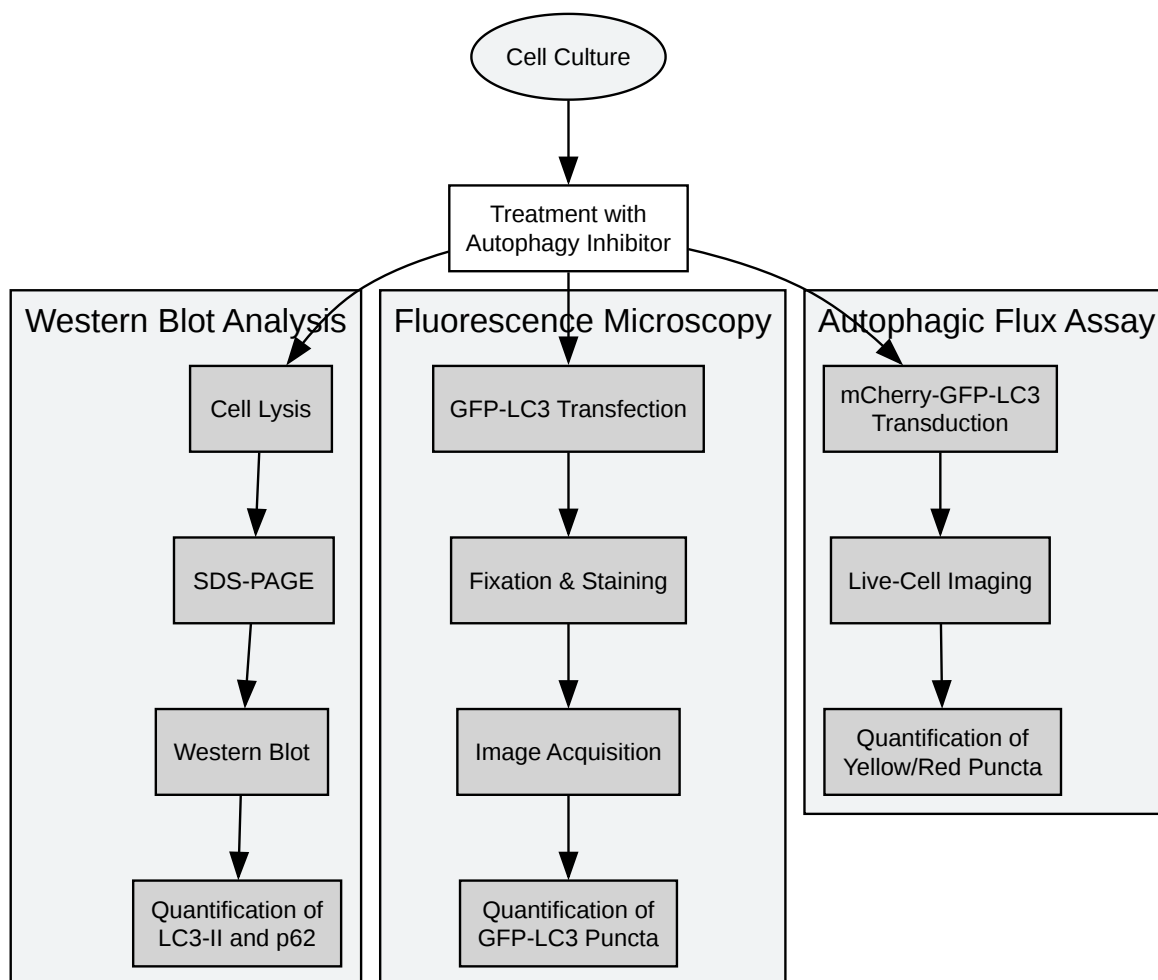 Cell Culture
Treatment with
Autophagy Inhibitor
Western Blot Analysis
Cell Lysis
SDS-PAGE
Western Blot
Quantification of
LC3-II and p62
Fluorescence Microscopy
GFP-LC3 Transfection
Fixation & Staining
Image Acquisition
Quantification of
GFP-LC3 Puncta
Autophagic Flux Assay
mCherry-GFP-LC3
Transduction
Live-Cell Imaging
Quantification of
Yellow/Red Puncta